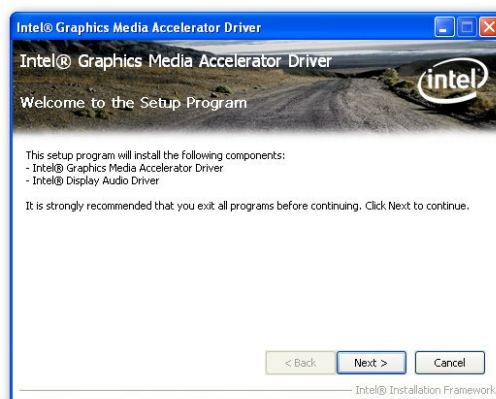 Intel® Graphics Media Accelerator Driver
Intel® Graphics Media Accelerator Driver
intel®
Welcome to the Setup Program
This setup program will install the following components:
- Intel® Graphics Media Accelerator Driver
- Intel® Display Audio Driver
It is strongly recommended that you exit all programs before continuing. Click Next to continue.
< Back Next > Cancel
Intel® Installation Framework